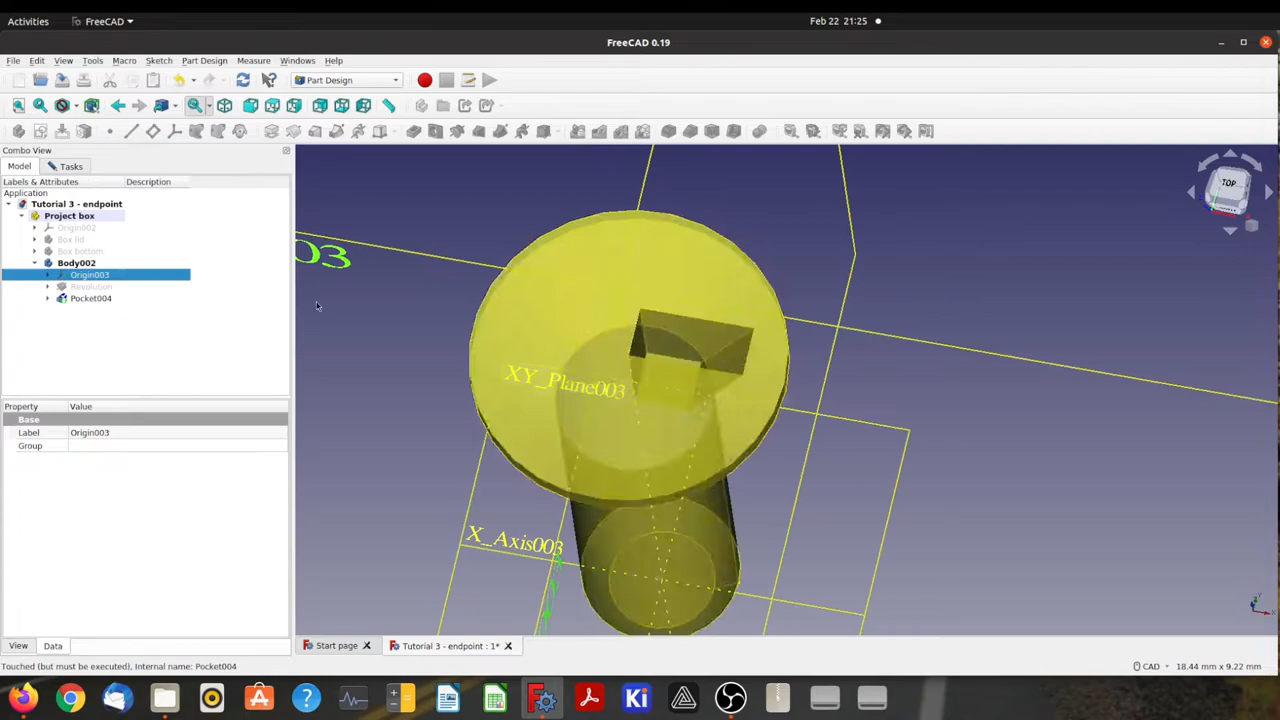 Activities FreeCAD Feb 22 21:25
FreeCAD 0.19
File Edit View Tools Macro Sketch Part Design Measure Windows Help
Part Design
Combo View
Model Tasks
Labels & Attributes Description
Application
Tutorial 3 - endpoint
Project box
Origin002
Box lid
Box bottom
Body002
Origin003
Revolution
Pocket004
TOP
03
XY_Plane003
X_Axis003
Property Value
Base
Label Origin003
Group
View Data
Start page Tutorial 3 - endpoint : 1*
Touched (but must be executed), Internal name: Pocket004 CAD 18.44 mm x 9.22 mm
Ki